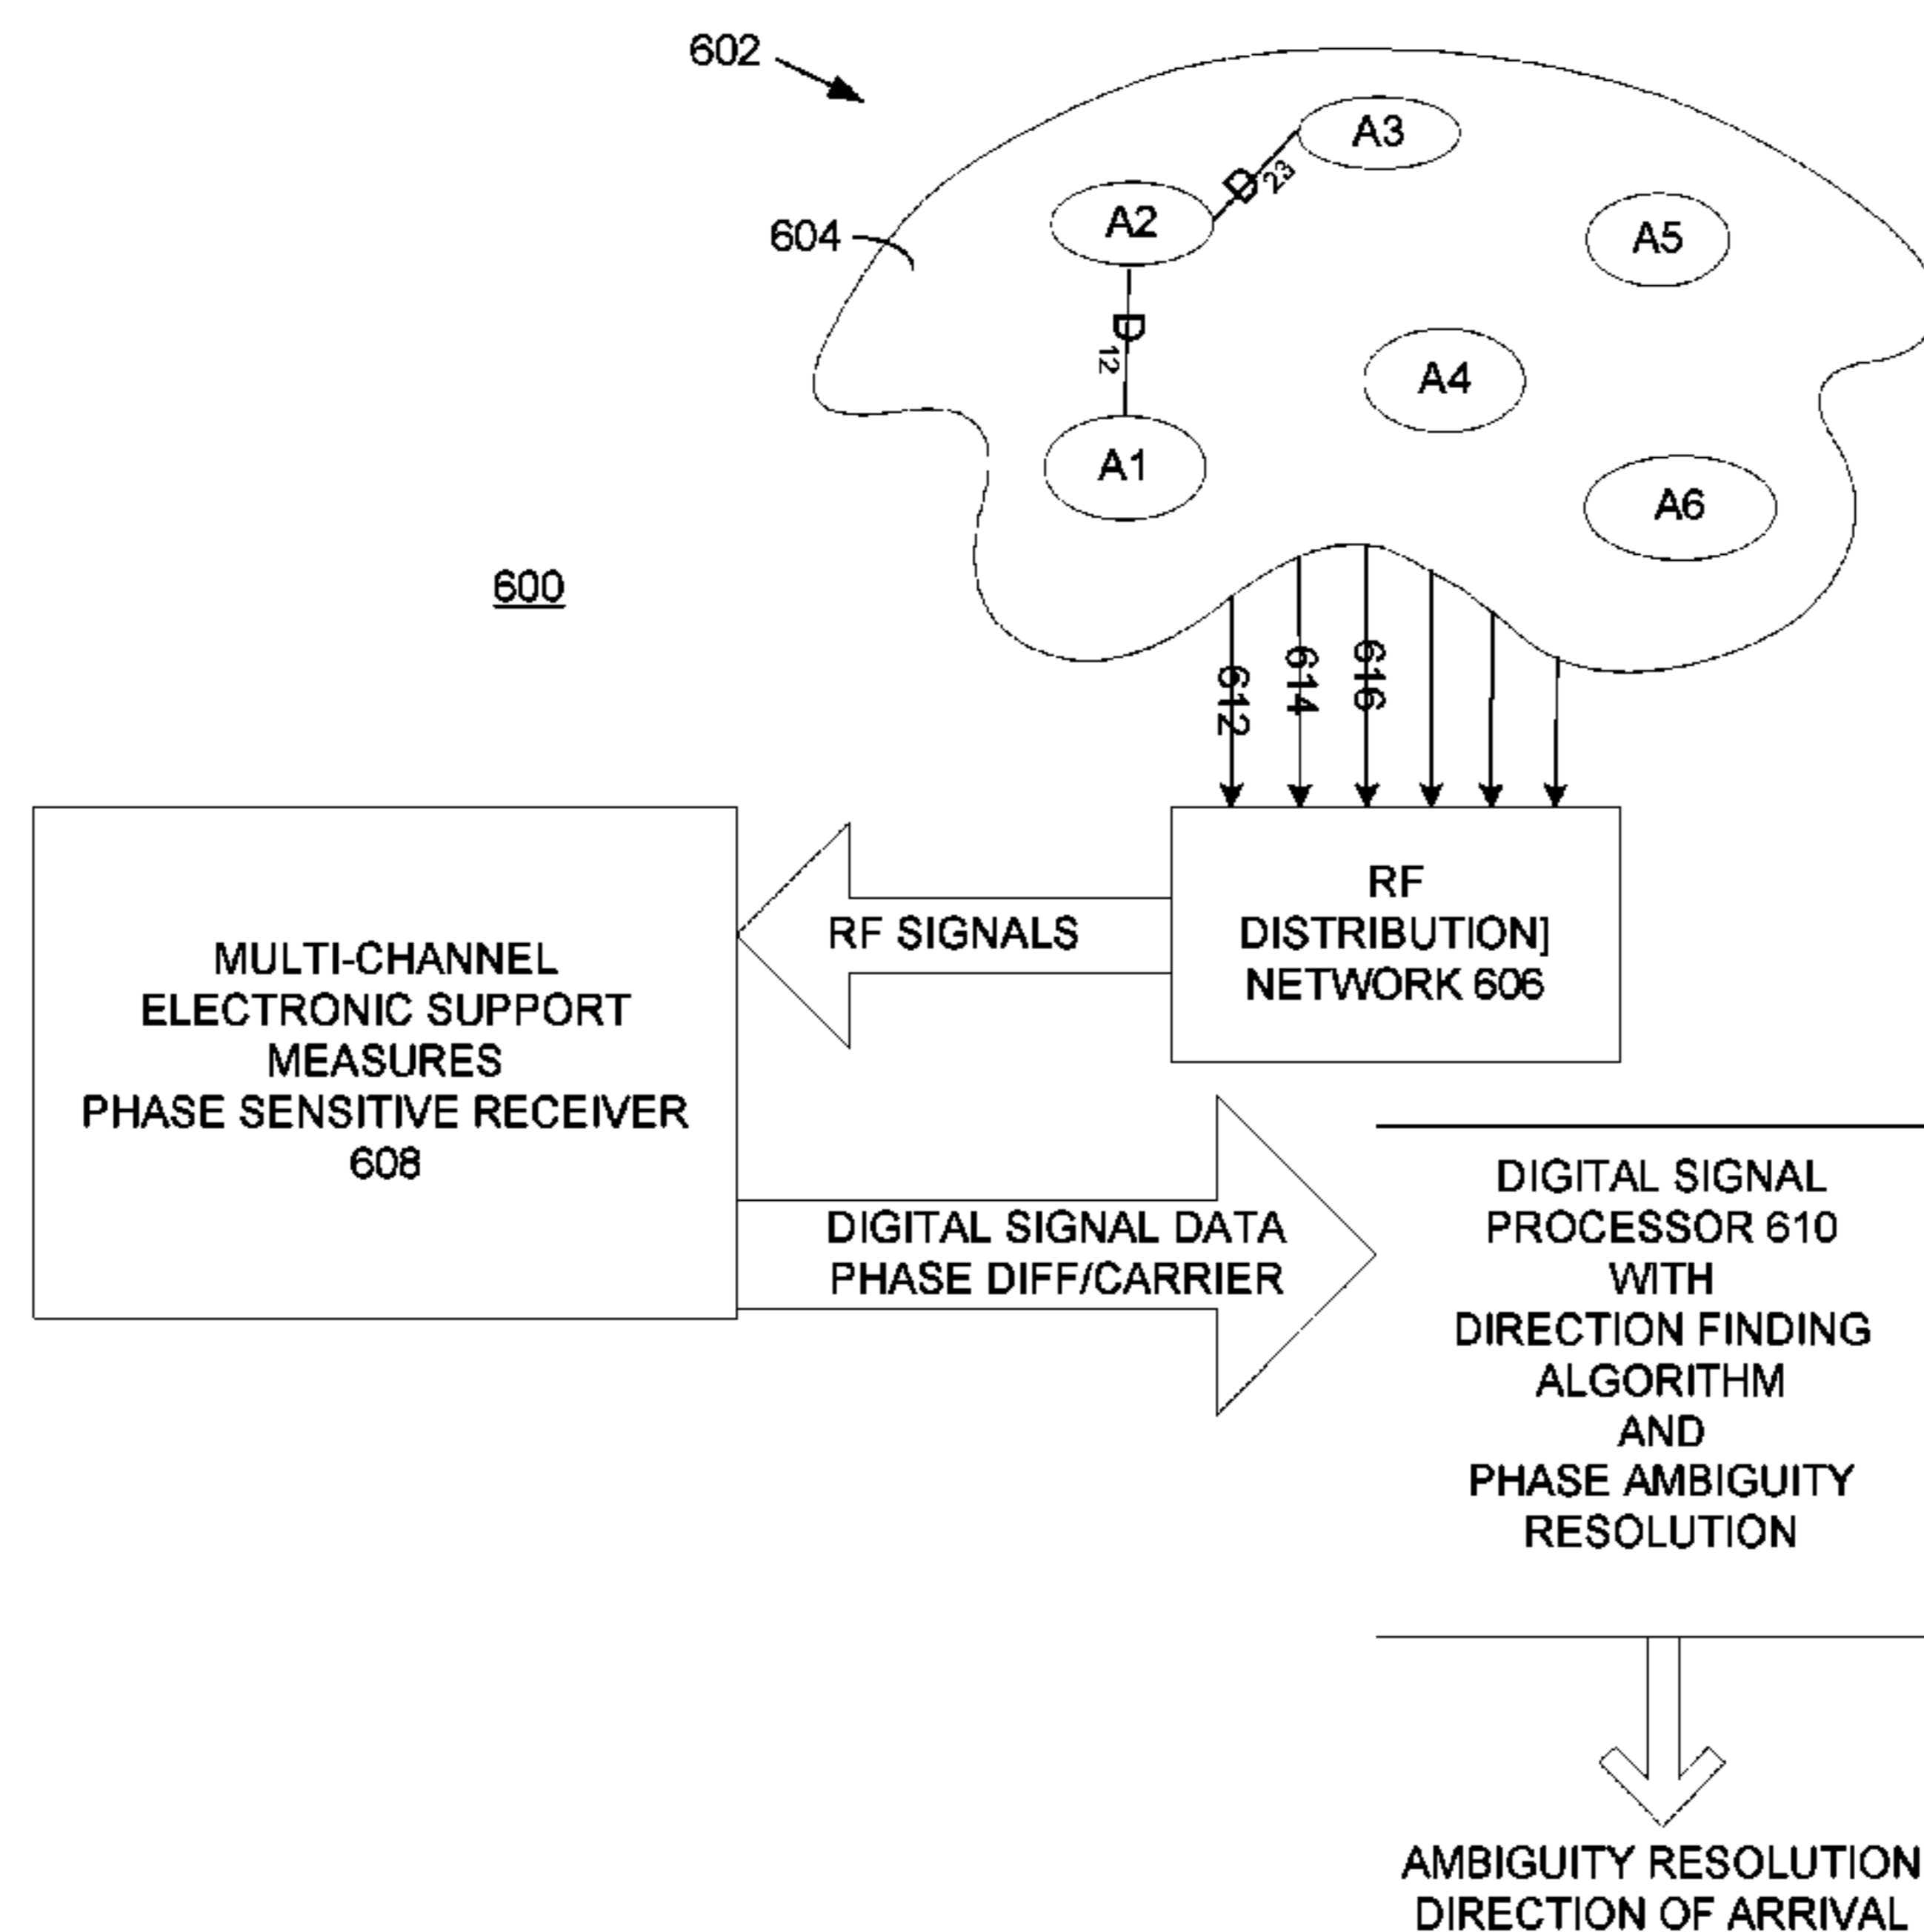 602
A3
D23
A2
A5
604
D12
A4
A1
A6
600
612
614
616
RF
DISTRIBUTION]
NETWORK 606
RF SIGNALS
MULTI-CHANNEL
ELECTRONIC SUPPORT
MEASURES
PHASE SENSITIVE RECEIVER
608
DIGITAL SIGNAL DATA
PHASE DIFF/CARRIER
DIGITAL SIGNAL
PROCESSOR 610
WITH
DIRECTION FINDING
ALGORITHM
AND
PHASE AMBIGUITY
RESOLUTION
AMBIGUITY RESOLUTION
DIRECTION OF ARRIVAL